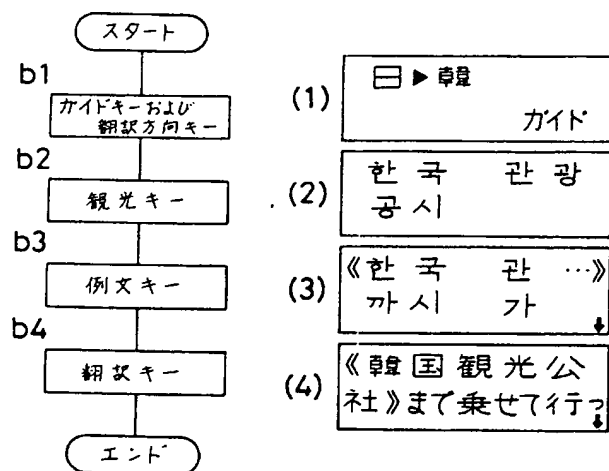 スタート
b1
ガイドキーおよび
翻訳方向キー
b2
観光キー
b3
例文キー
b4
翻訳キー
エンド
(1)
日▶韓
ガイド
(2)
한국 관광
공시
(3)
《한국 관…》
까시 가
(4)
《韓国観光公
社》まで乗せて行っ